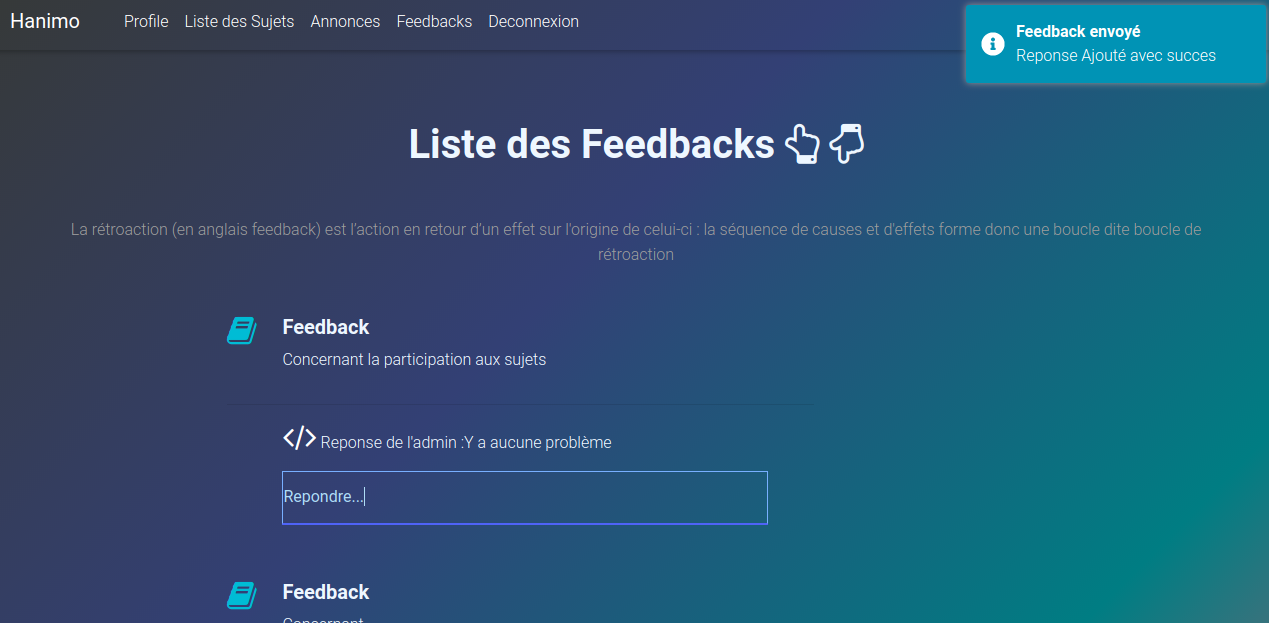 Hanimo Profile Liste des Sujets Annonces Feedbacks Deconnexion
Feedback envoyé
Reponse Ajouté avec succes
Liste des Feedbacks
La rétroaction (en anglais feedback) est l'action en retour d'un effet sur l'origine de celui-ci : la séquence de causes et d'effets forme donc une boucle dite boucle de
rétroaction
Feedback
Concernant la participation aux sujets
</> Reponse de l'admin :Y a aucune problème
Repondre...
Feedback
Concernant